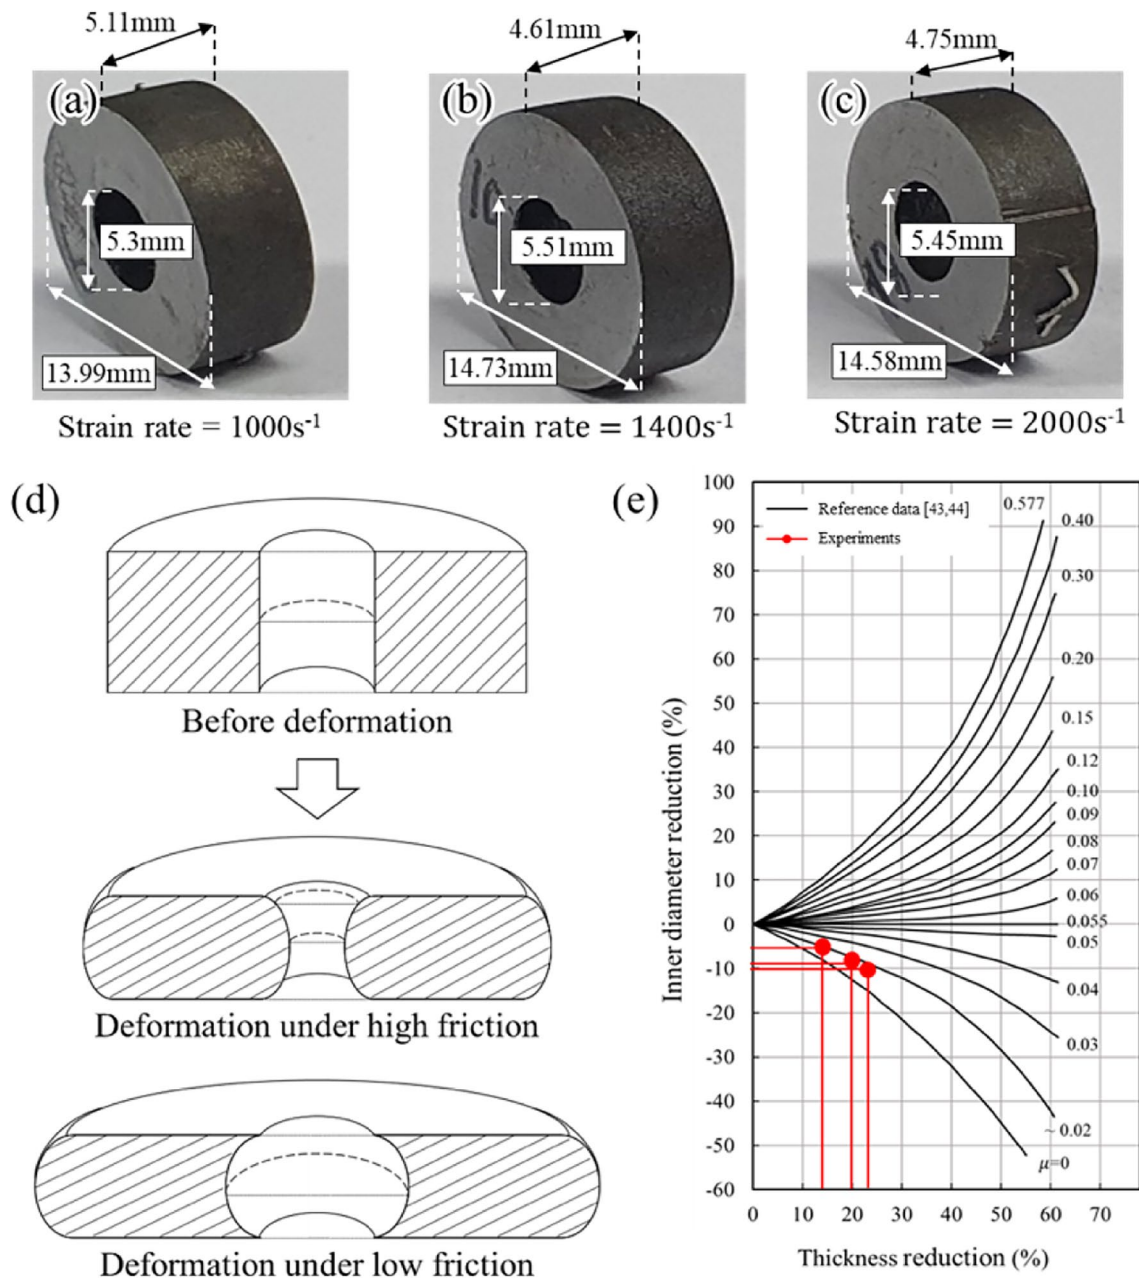 5.11mm
4.61mm
4.75mm
(a)
(b)
(c)
5.3mm
5.51mm
5.45mm
13.99mm
14.73mm
14.58mm
Strain rate = 1000s⁻¹
Strain rate = 1400s⁻¹
Strain rate = 2000s⁻¹
(d)
Before deformation
Deformation under high friction
Deformation under low friction
(e)
Inner diameter reduction (%)
100
90
80
70
60
50
40
30
20
10
0
-10
-20
-30
-40
-50
-60
Reference data [43,44]
Experiments
0.577
0.40
0.30
0.20
0.15
0.12
0.10
0.09
0.08
0.07
0.06
0.055
0.05
0.04
0.03
~ 0.02
μ=0
0 10 20 30 40 50 60 70
Thickness reduction (%)